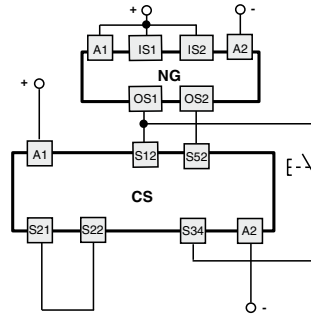 + -
A1 IS1 IS2 A2
NG
+ OS1 OS2
A1 S12 S52
CS
S21 S22 S34 A2
-